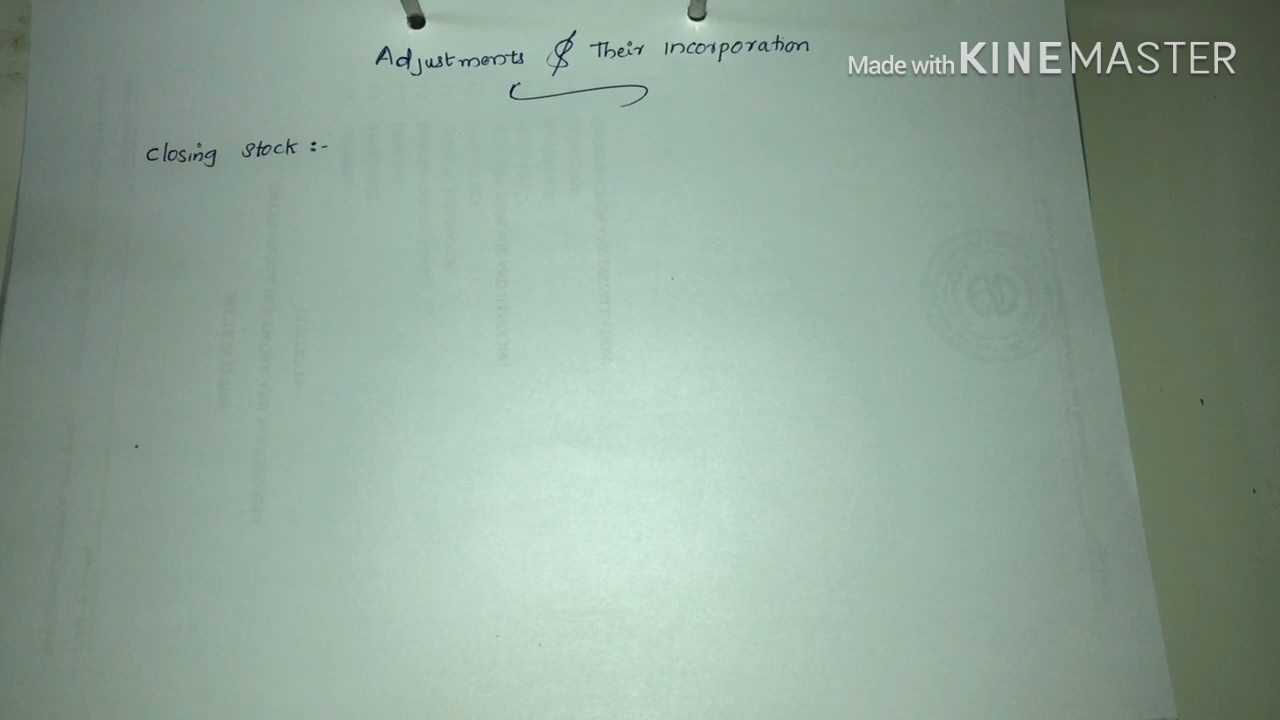 Adjustments & Their incorporation
Made with KINEMASTER
closing stock :-